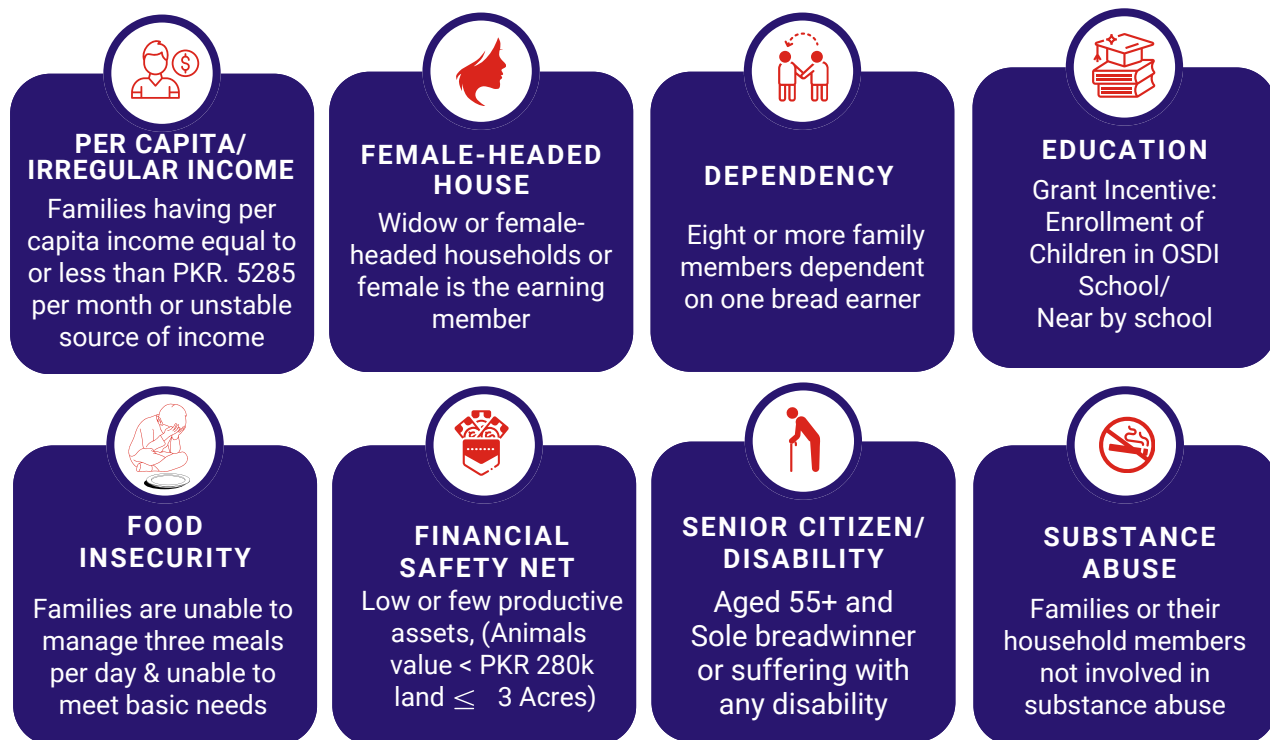 PER CAPITA/
IRREGULAR INCOME
Families having per
capita income equal to
or less than PKR. 5285
per month or unstable
source of income
FEMALE-HEADED
HOUSE
Widow or female-
headed households or
female is the earning
member
DEPENDENCY
Eight or more family
members dependent
on one bread earner
EDUCATION
Grant Incentive:
Enrollment of
Children in OSDI
School/
Near by school
FOOD
INSECURITY
Families are unable to
manage three meals
per day & unable to
meet basic needs
FINANCIAL
SAFETY NET
Low or few productive
assets, (Animals
value < PKR 280k
land ≤ 3 Acres)
SENIOR CITIZEN/
DISABILITY
Aged 55+ and
Sole breadwinner
or suffering with
any disability
SUBSTANCE
ABUSE
Families or their
household members
not involved in
substance abuse